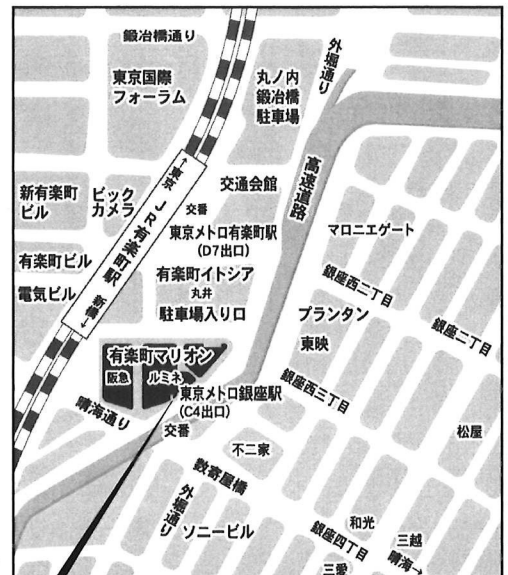 鍛冶橋通り
外堀通り
東京国際
フォーラム
丸ノ内
鍛冶橋
駐車場
高速道路
↑東京 JR有楽町駅 新橋↓
交通会館
新有楽町
ビル
ビック
カメラ
交番
東京メトロ有楽町駅
(D7出口)
マロニエゲート
有楽町ビル
電気ビル
有楽町イトシア
丸井
駐車場入り口
銀座西二丁目
銀座二丁目
プランタン
東映
有楽町マリオン
阪急
ルミネ
東京メトロ銀座駅
(C4出口)
銀座西三丁目
晴海通り
交番
松屋
不二家
数寄屋橋
外堀通り
ソニービル
銀座四丁目
和光
三越
晴海→
三愛